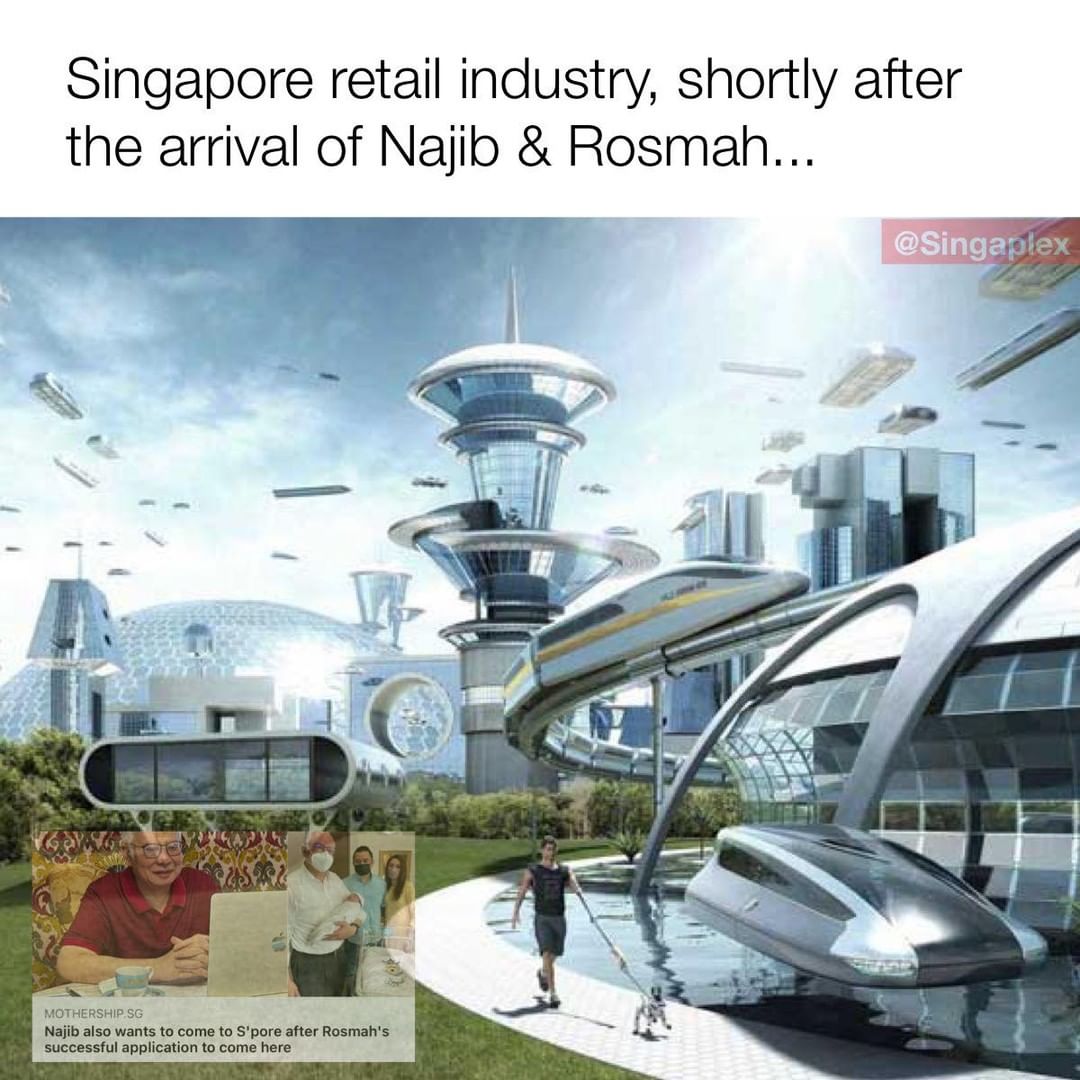 Singapore retail industry, shortly after
the arrival of Najib & Rosmah...
@Singaplex
MOTHERSHIP.SG
Najib also wants to come to S'pore after Rosmah's
successful application to come here